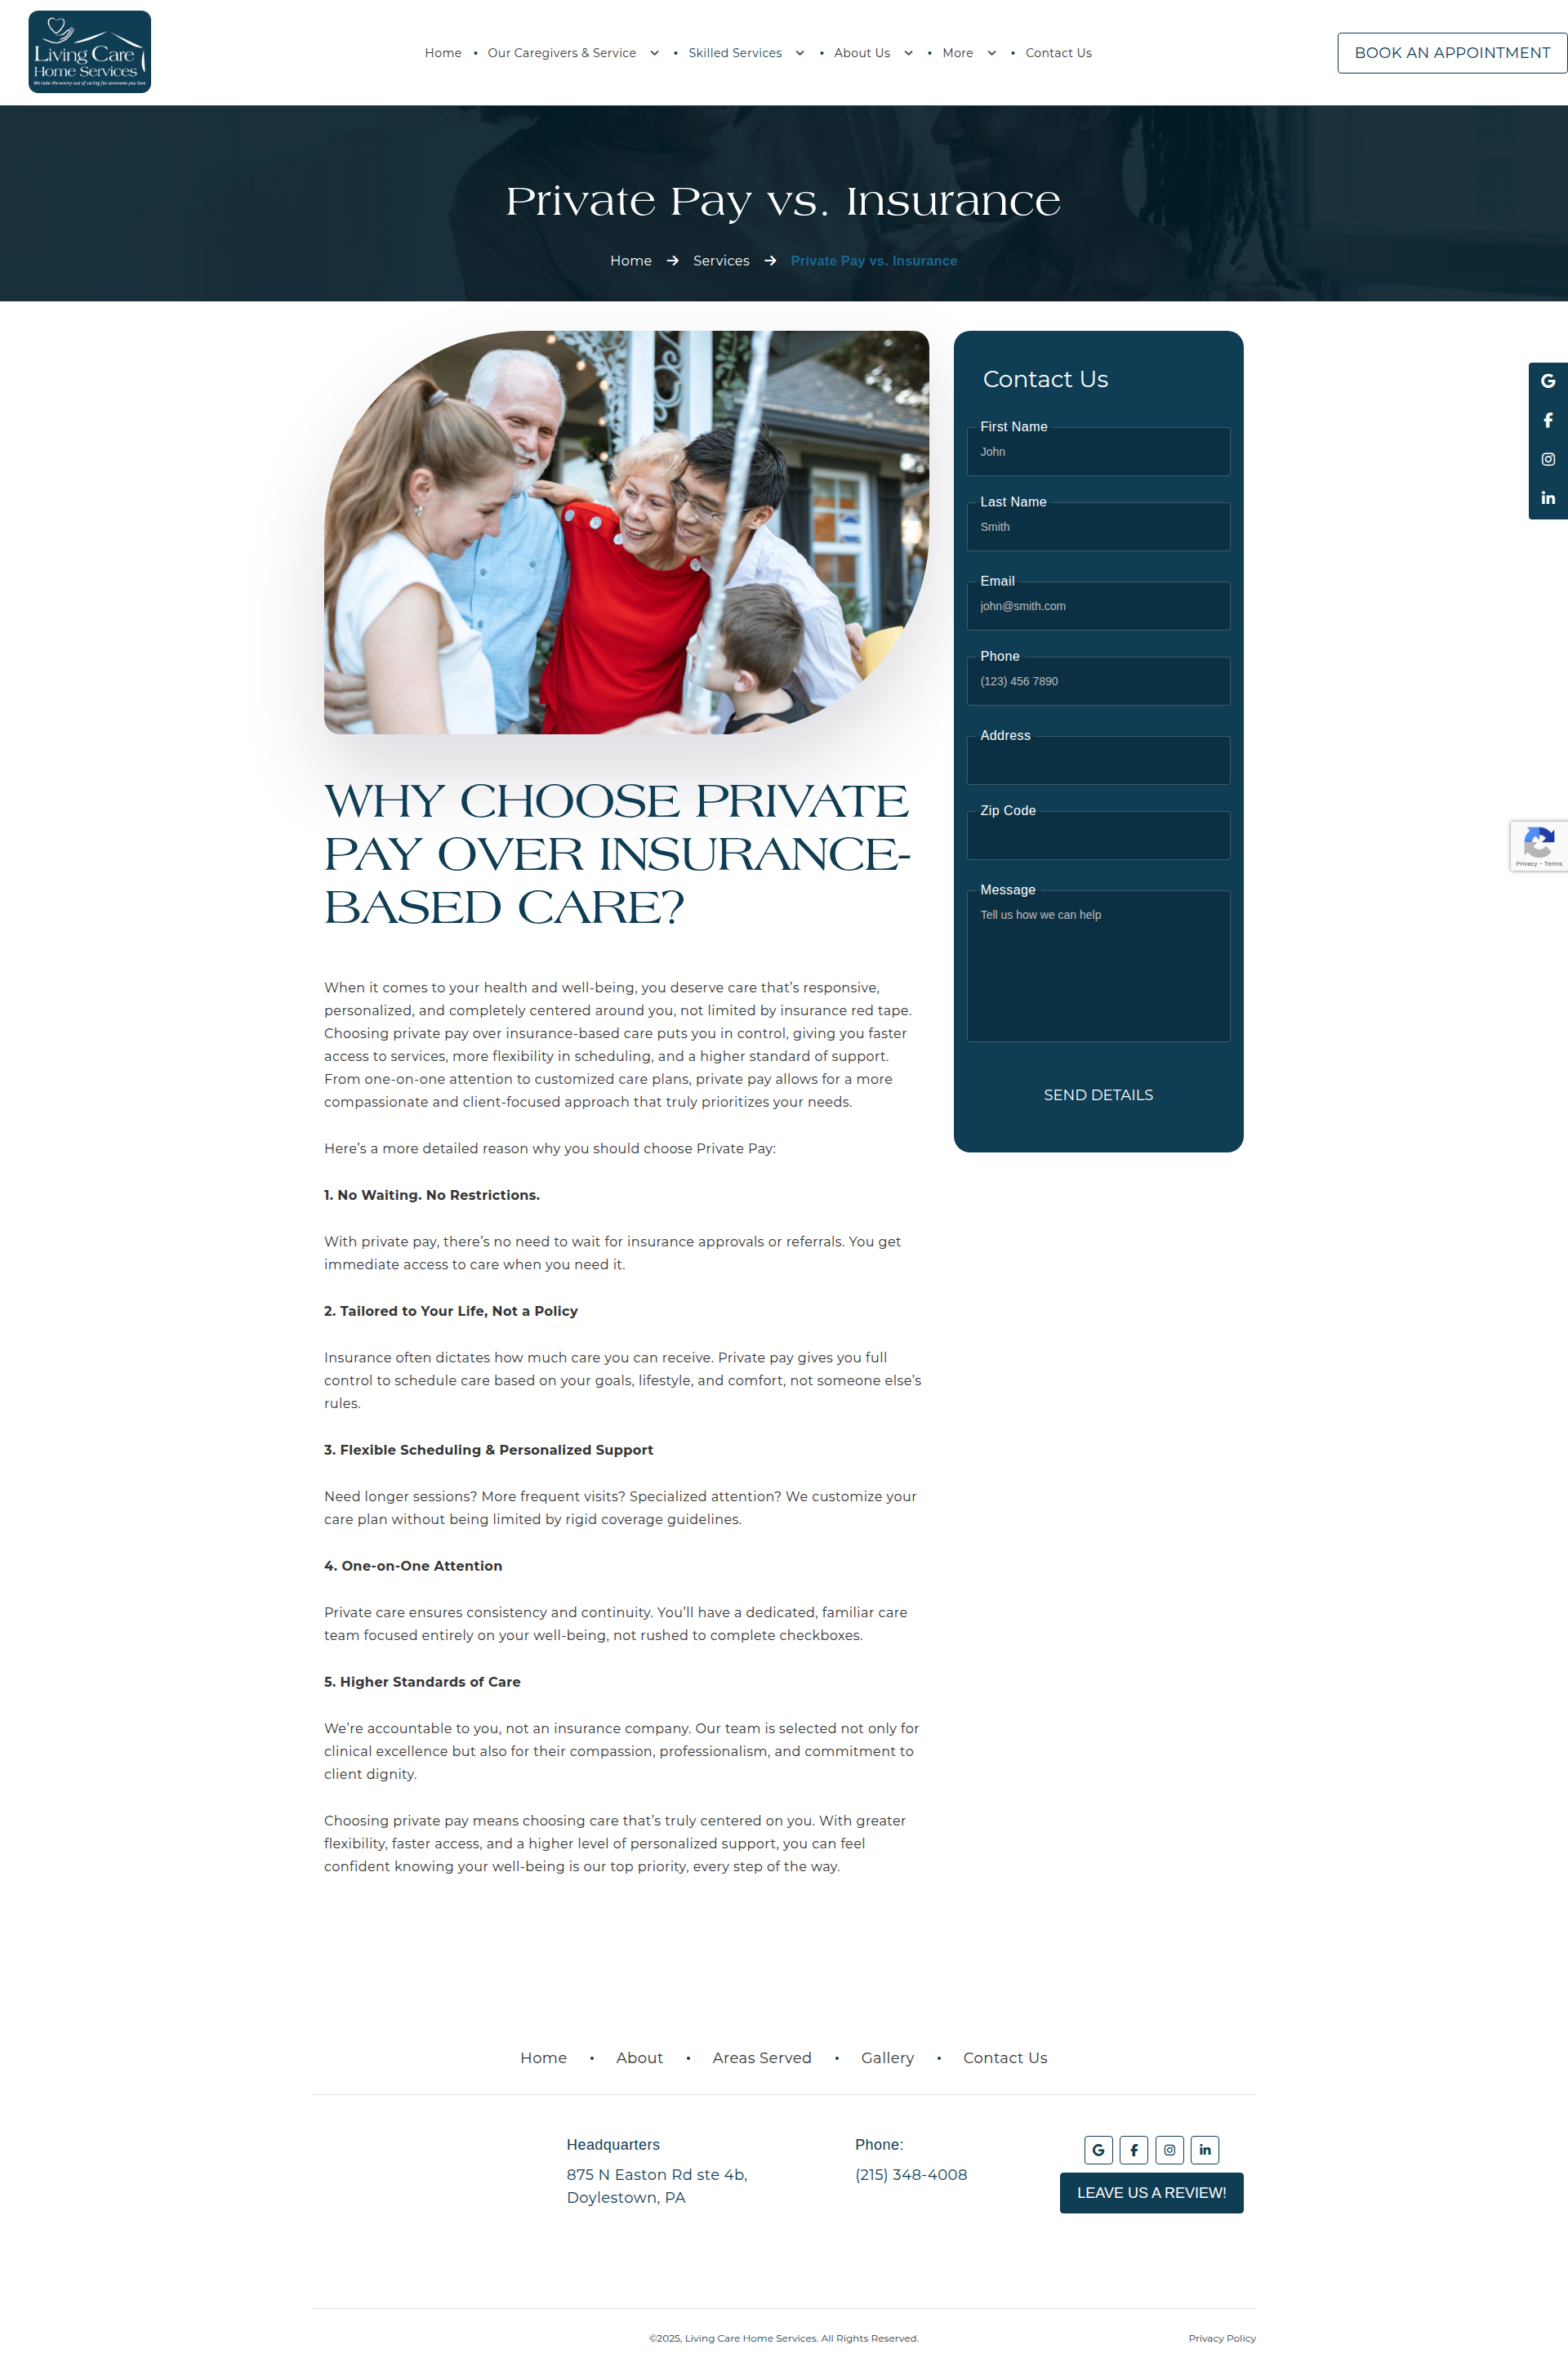 Living Care
Home Services
We take the worry out of caring for someone you love
Home • Our Caregivers & Service • Skilled Services • About Us • More • Contact Us
BOOK AN APPOINTMENT
Private Pay vs. Insurance
Home → Services → Private Pay vs. Insurance
Contact Us
First Name
John
Last Name
Smith
Email
john@smith.com
Phone
(123) 456 7890
Address
Zip Code
Message
Tell us how we can help
SEND DETAILS
Privacy - Terms
WHY CHOOSE PRIVATE
PAY OVER INSURANCE-
BASED CARE?
When it comes to your health and well-being, you deserve care that’s responsive,
personalized, and completely centered around you, not limited by insurance red tape.
Choosing private pay over insurance-based care puts you in control, giving you faster
access to services, more flexibility in scheduling, and a higher standard of support.
From one-on-one attention to customized care plans, private pay allows for a more
compassionate and client-focused approach that truly prioritizes your needs.
Here’s a more detailed reason why you should choose Private Pay:
1. No Waiting. No Restrictions.
With private pay, there’s no need to wait for insurance approvals or referrals. You get
immediate access to care when you need it.
2. Tailored to Your Life, Not a Policy
Insurance often dictates how much care you can receive. Private pay gives you full
control to schedule care based on your goals, lifestyle, and comfort, not someone else’s
rules.
3. Flexible Scheduling & Personalized Support
Need longer sessions? More frequent visits? Specialized attention? We customize your
care plan without being limited by rigid coverage guidelines.
4. One-on-One Attention
Private care ensures consistency and continuity. You’ll have a dedicated, familiar care
team focused entirely on your well-being, not rushed to complete checkboxes.
5. Higher Standards of Care
We’re accountable to you, not an insurance company. Our team is selected not only for
clinical excellence but also for their compassion, professionalism, and commitment to
client dignity.
Choosing private pay means choosing care that’s truly centered on you. With greater
flexibility, faster access, and a higher level of personalized support, you can feel
confident knowing your well-being is our top priority, every step of the way.
Home • About • Areas Served • Gallery • Contact Us
Headquarters
875 N Easton Rd ste 4b,
Doylestown, PA
Phone:
(215) 348-4008
LEAVE US A REVIEW!
©2025, Living Care Home Services. All Rights Reserved.
Privacy Policy